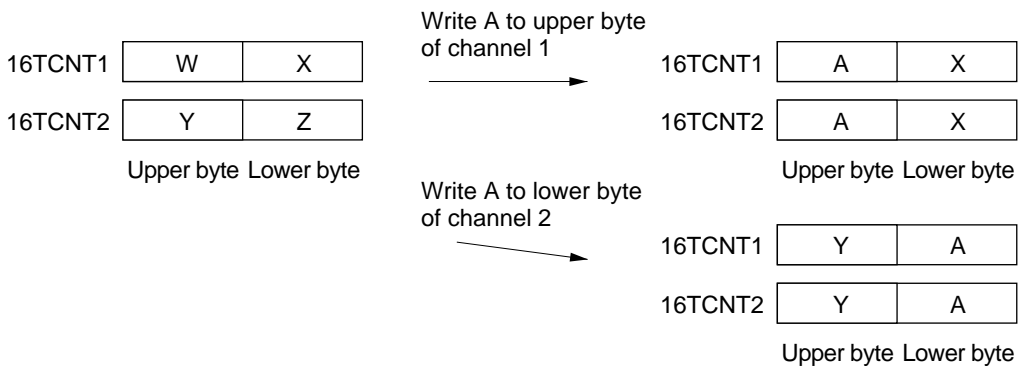 Write A to upper byte
of channel 1
16TCNT1 W X
16TCNT2 Y Z
Upper byte Lower byte
16TCNT1 A X
16TCNT2 A X
Upper byte Lower byte
Write A to lower byte
of channel 2
16TCNT1 Y A
16TCNT2 Y A
Upper byte Lower byte